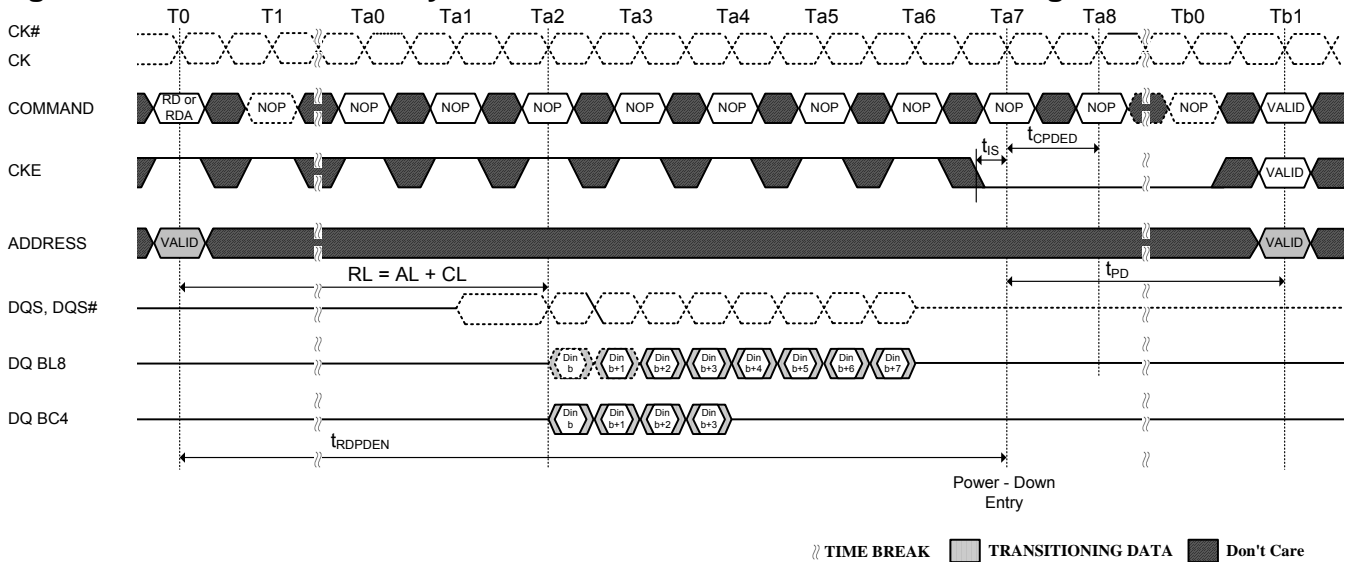 T0 T1 Ta0 Ta1 Ta2 Ta3 Ta4 Ta5 Ta6 Ta7 Ta8 Tb0 Tb1
CK#
CK
COMMAND RD or RDA NOP NOP NOP NOP NOP NOP NOP NOP NOP NOP NOP VALID
tIS tCPDED
CKE VALID
ADDRESS VALID VALID
RL = AL + CL tPD
DQS, DQS#
DQ BL8 Din b Din b+1 Din b+2 Din b+3 Din b+4 Din b+5 Din b+6 Din b+7
DQ BC4 Din b Din b+1 Din b+2 Din b+3
tRDPDEN
Power - Down
Entry
TIME BREAK TRANSITIONING DATA Don't Care